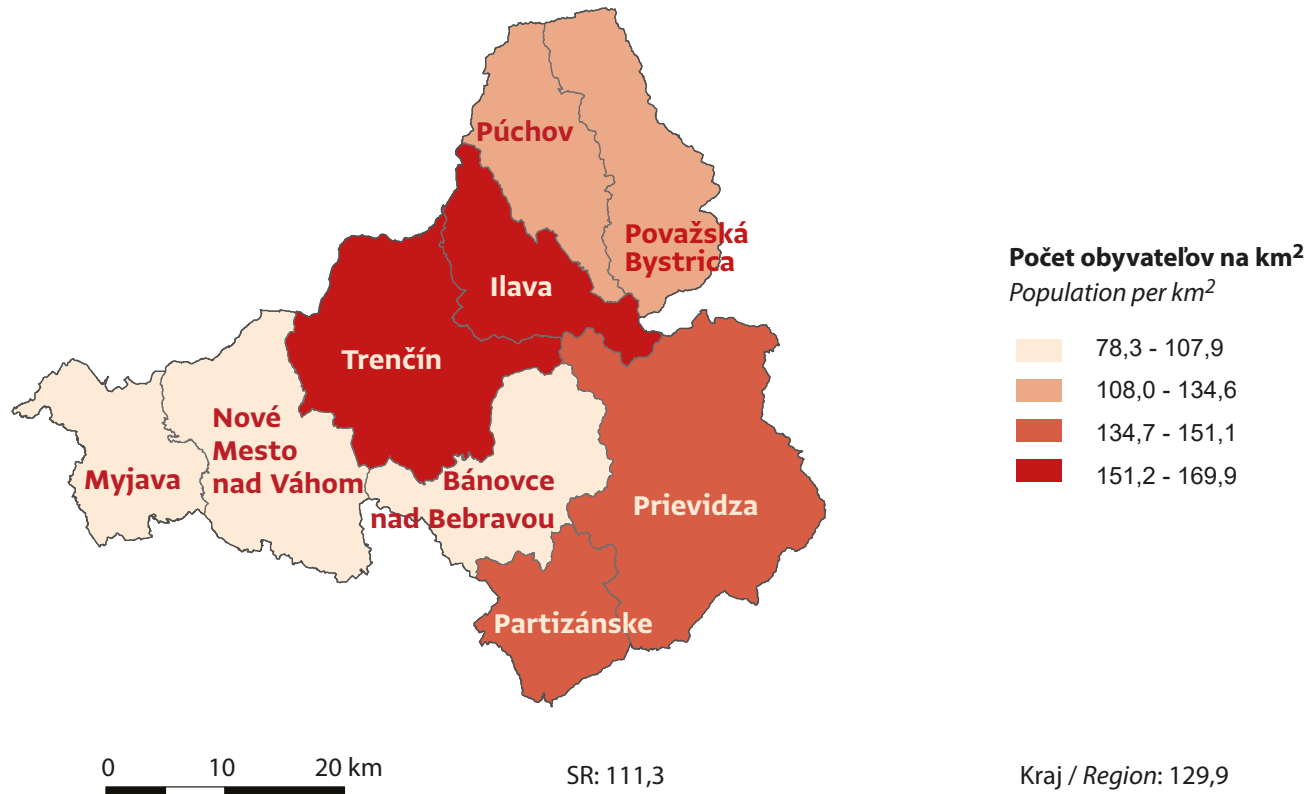 Púchov
Považská
Bystrica
Ilava
Trenčín
Nové
Mesto
nad Váhom
Myjava
Bánovce
nad Bebravou
Prievidza
Partizánske
Počet obyvateľov na km²
Population per km²
78,3 - 107,9
108,0 - 134,6
134,7 - 151,1
151,2 - 169,9
0 10 20 km
SR: 111,3
Kraj / Region: 129,9